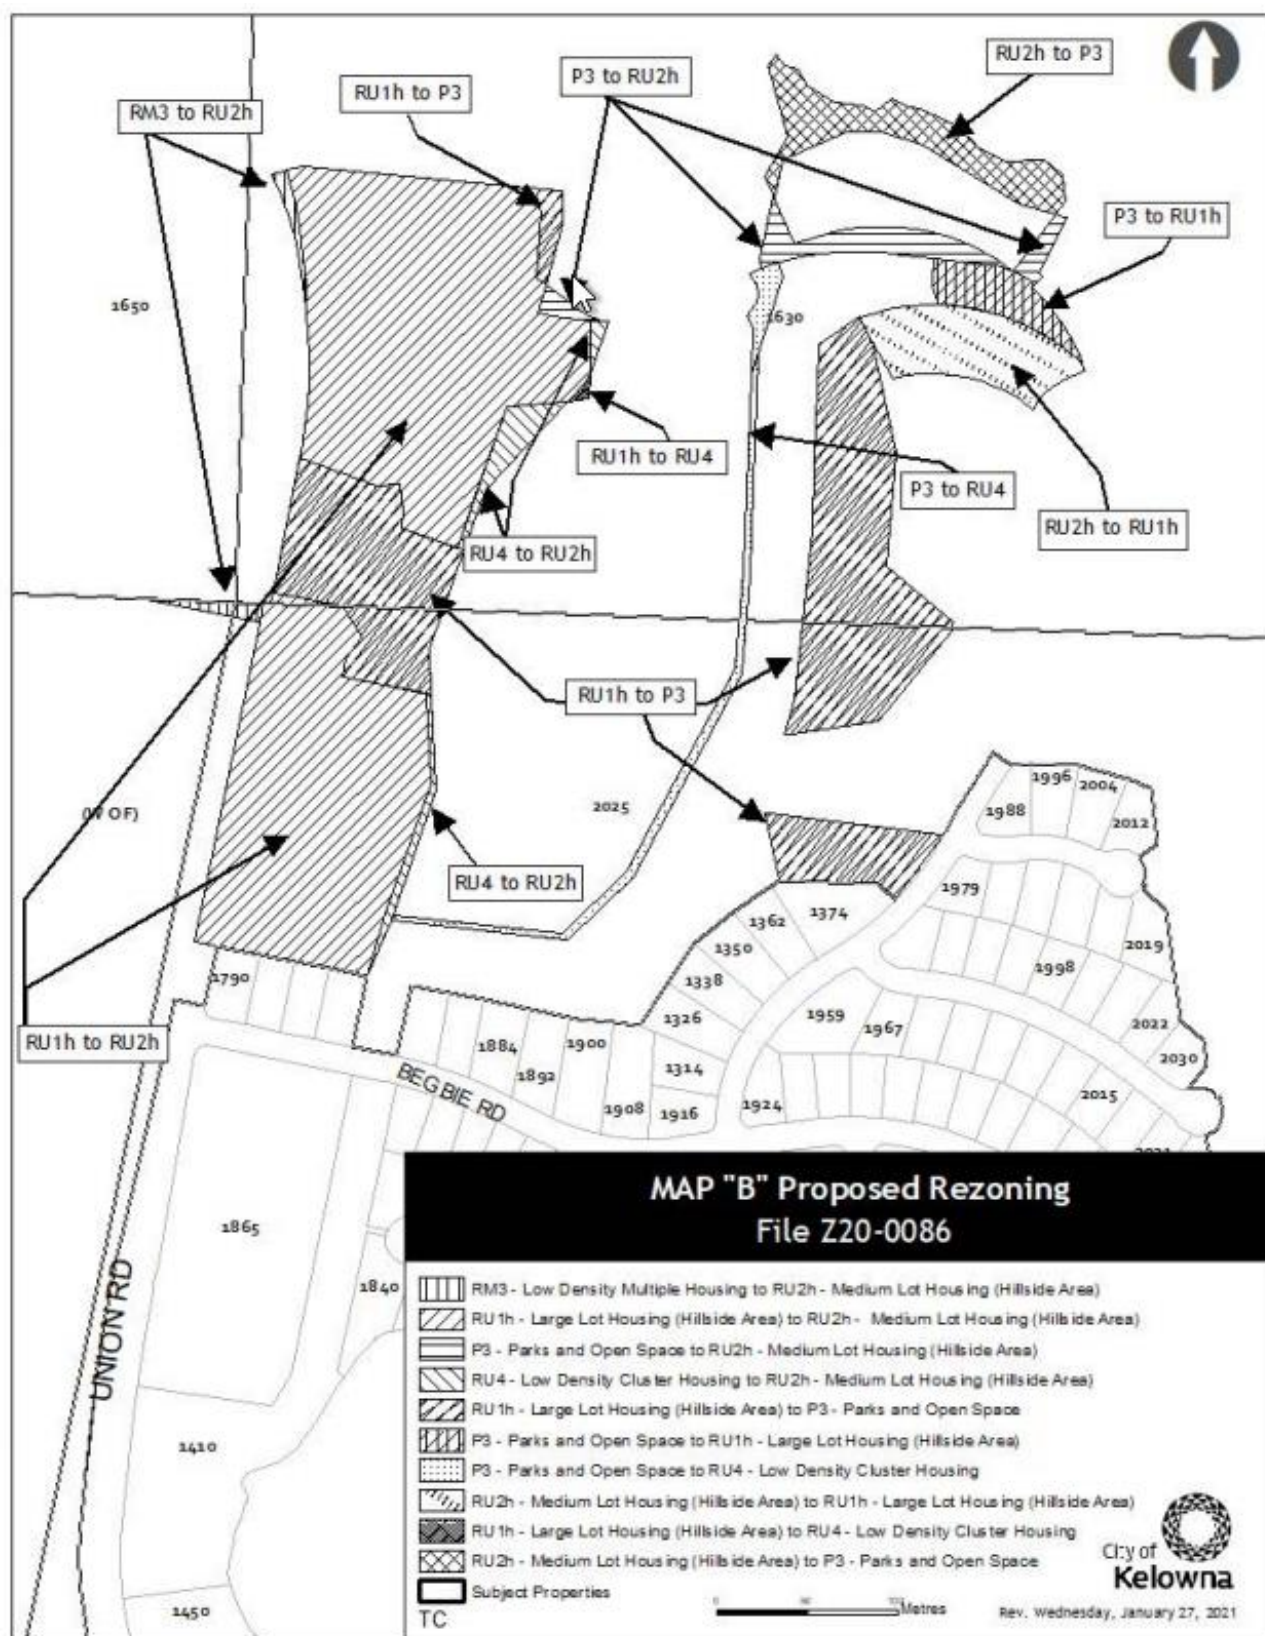 RU2h to P3
P3 to RU2h
RU1h to P3
RM3 to RU2h
P3 to RU1h
1650
1630
RU1h to RU4
P3 to RU4
RU2h to RU1h
RU4 to RU2h
RU1h to P3
1996
2004
1988
2012
2025
(W OF)
RU4 to RU2h
1979
1374
1362
1350
2019
1998
1338
1790
1326
1959
1967
2022
2030
RU1h to RU2h
1884
1900
1892
1314
BEGBIE RD
1908
1916
1924
2015
1865
1840
UNION RD
1410
1450
MAP "B" Proposed Rezoning
File Z20-0086
RM3 - Low Density Multiple Housing to RU2h - Medium Lot Housing (Hillside Area)
RU1h - Large Lot Housing (Hillside Area) to RU2h - Medium Lot Housing (Hillside Area)
P3 - Parks and Open Space to RU2h - Medium Lot Housing (Hillside Area)
RU4 - Low Density Cluster Housing to RU2h - Medium Lot Housing (Hillside Area)
RU1h - Large Lot Housing (Hillside Area) to P3 - Parks and Open Space
P3 - Parks and Open Space to RU1h - Large Lot Housing (Hillside Area)
P3 - Parks and Open Space to RU4 - Low Density Cluster Housing
RU2h - Medium Lot Housing (Hillside Area) to RU1h - Large Lot Housing (Hillside Area)
RU1h - Large Lot Housing (Hillside Area) to RU4 - Low Density Cluster Housing
RU2h - Medium Lot Housing (Hillside Area) to P3 - Parks and Open Space
Subject Properties
TC
0
Metres
City of
Kelowna
Rev. Wednesday, January 27, 2021